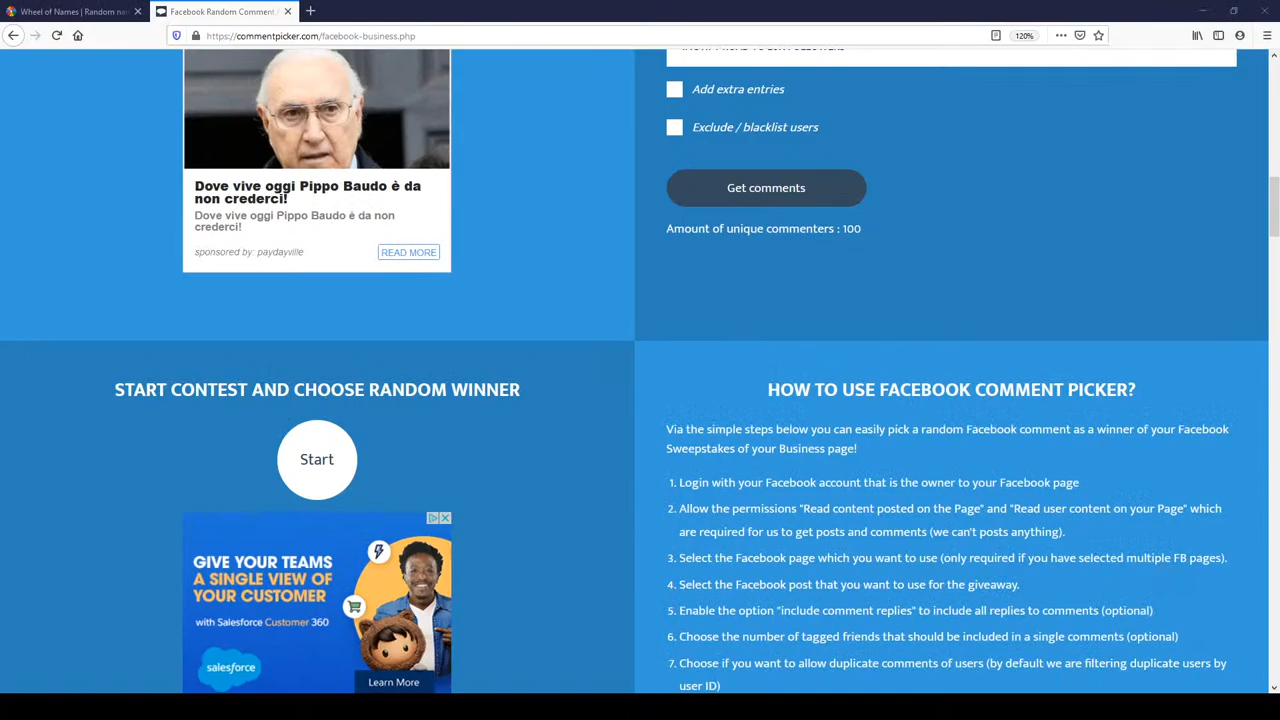 Wheel of Names | Random na
Facebook Random Comment
https://commentpicker.com/facebook-business.php
120%
Add extra entries
Exclude / blacklist users
Get comments
Amount of unique commenters : 100
Dove vive oggi Pippo Baudo è da
non crederci!
Dove vive oggi Pippo Baudo è da non
crederci!
sponsored by: paydayville
READ MORE
START CONTEST AND CHOOSE RANDOM WINNER
Start
GIVE YOUR TEAMS
A SINGLE VIEW OF
YOUR CUSTOMER
with Salesforce Customer 360
salesforce
Learn More
HOW TO USE FACEBOOK COMMENT PICKER?
Via the simple steps below you can easily pick a random Facebook comment as a winner of your Facebook
Sweepstakes of your Business page!
1. Login with your Facebook account that is the owner to your Facebook page
2. Allow the permissions "Read content posted on the Page" and "Read user content on your Page" which
are required for us to get posts and comments (we can't posts anything).
3. Select the Facebook page which you want to use (only required if you have selected multiple FB pages).
4. Select the Facebook post that you want to use for the giveaway.
5. Enable the option "include comment replies" to include all replies to comments (optional)
6. Choose the number of tagged friends that should be included in a single comments (optional)
7. Choose if you want to allow duplicate comments of users (by default we are filtering duplicate users by
user ID)